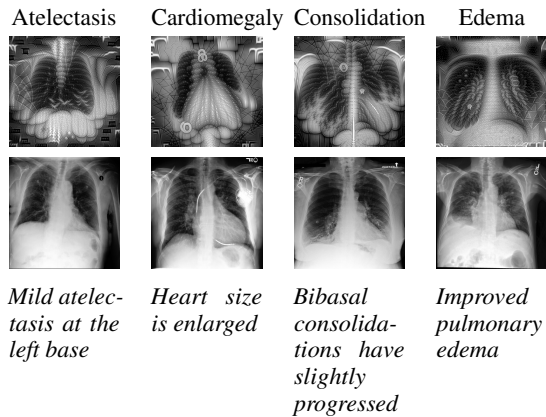 Atelectasis Cardiomegaly Consolidation Edema
Mild atelec-
tasis at the
left base
Heart size
is enlarged
Bibasal
consolida-
tions have
slightly
progressed
Improved
pulmonary
edema